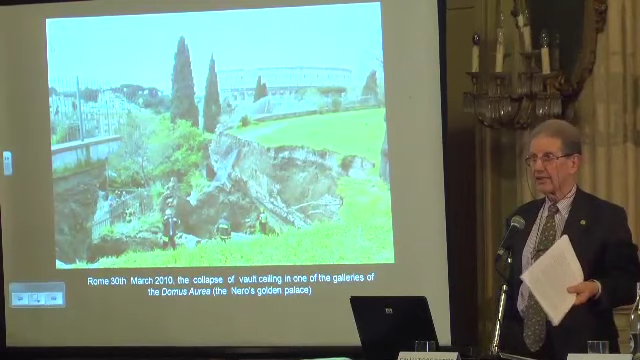 Rome 30th March 2010, the collapse of vault ceiling in one of the galleries of
the Domus Aurea (the Nero's golden palace)
hp